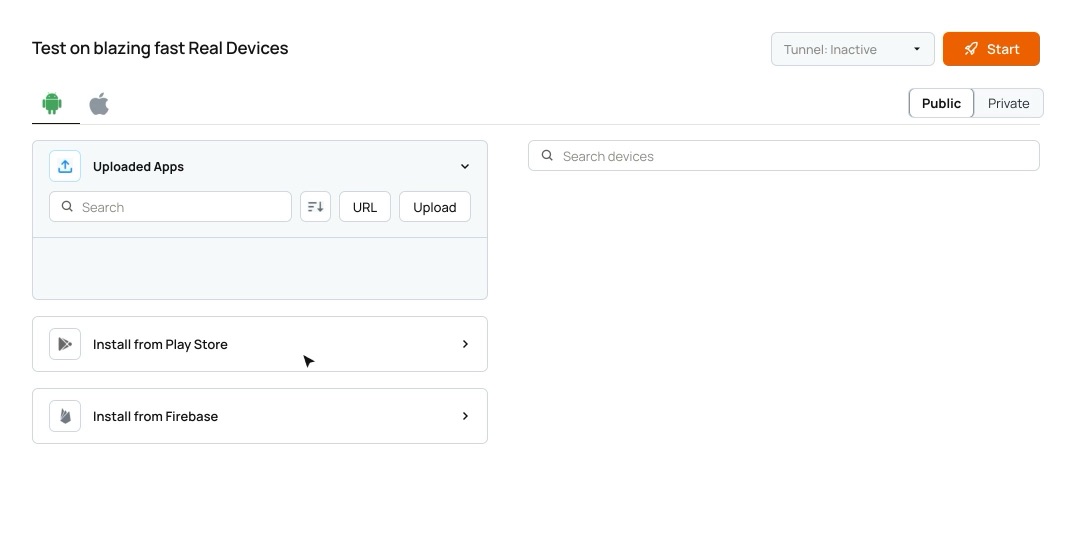 Test on blazing fast Real Devices
Tunnel: Inactive
Start
Public
Private
Uploaded Apps
Search
URL
Upload
Search devices
Install from Play Store
Install from Firebase